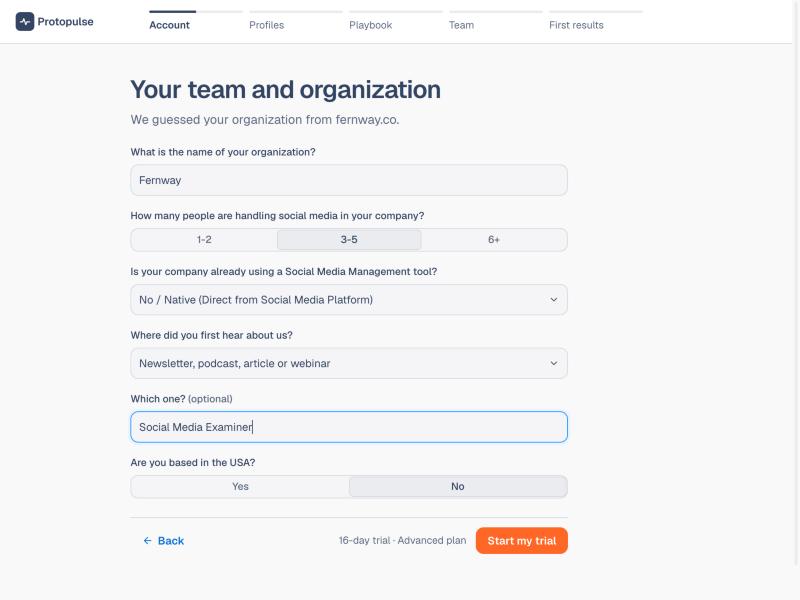 Protopulse
Account
Profiles
Playbook
Team
First results
Your team and organization
We guessed your organization from fernway.co.
What is the name of your organization?
Fernway
How many people are handling social media in your company?
1-2
3-5
6+
Is your company already using a Social Media Management tool?
No / Native (Direct from Social Media Platform)
Where did you first hear about us?
Newsletter, podcast, article or webinar
Which one? (optional)
Social Media Examiner
Are you based in the USA?
Yes
No
← Back
16-day trial · Advanced plan
Start my trial